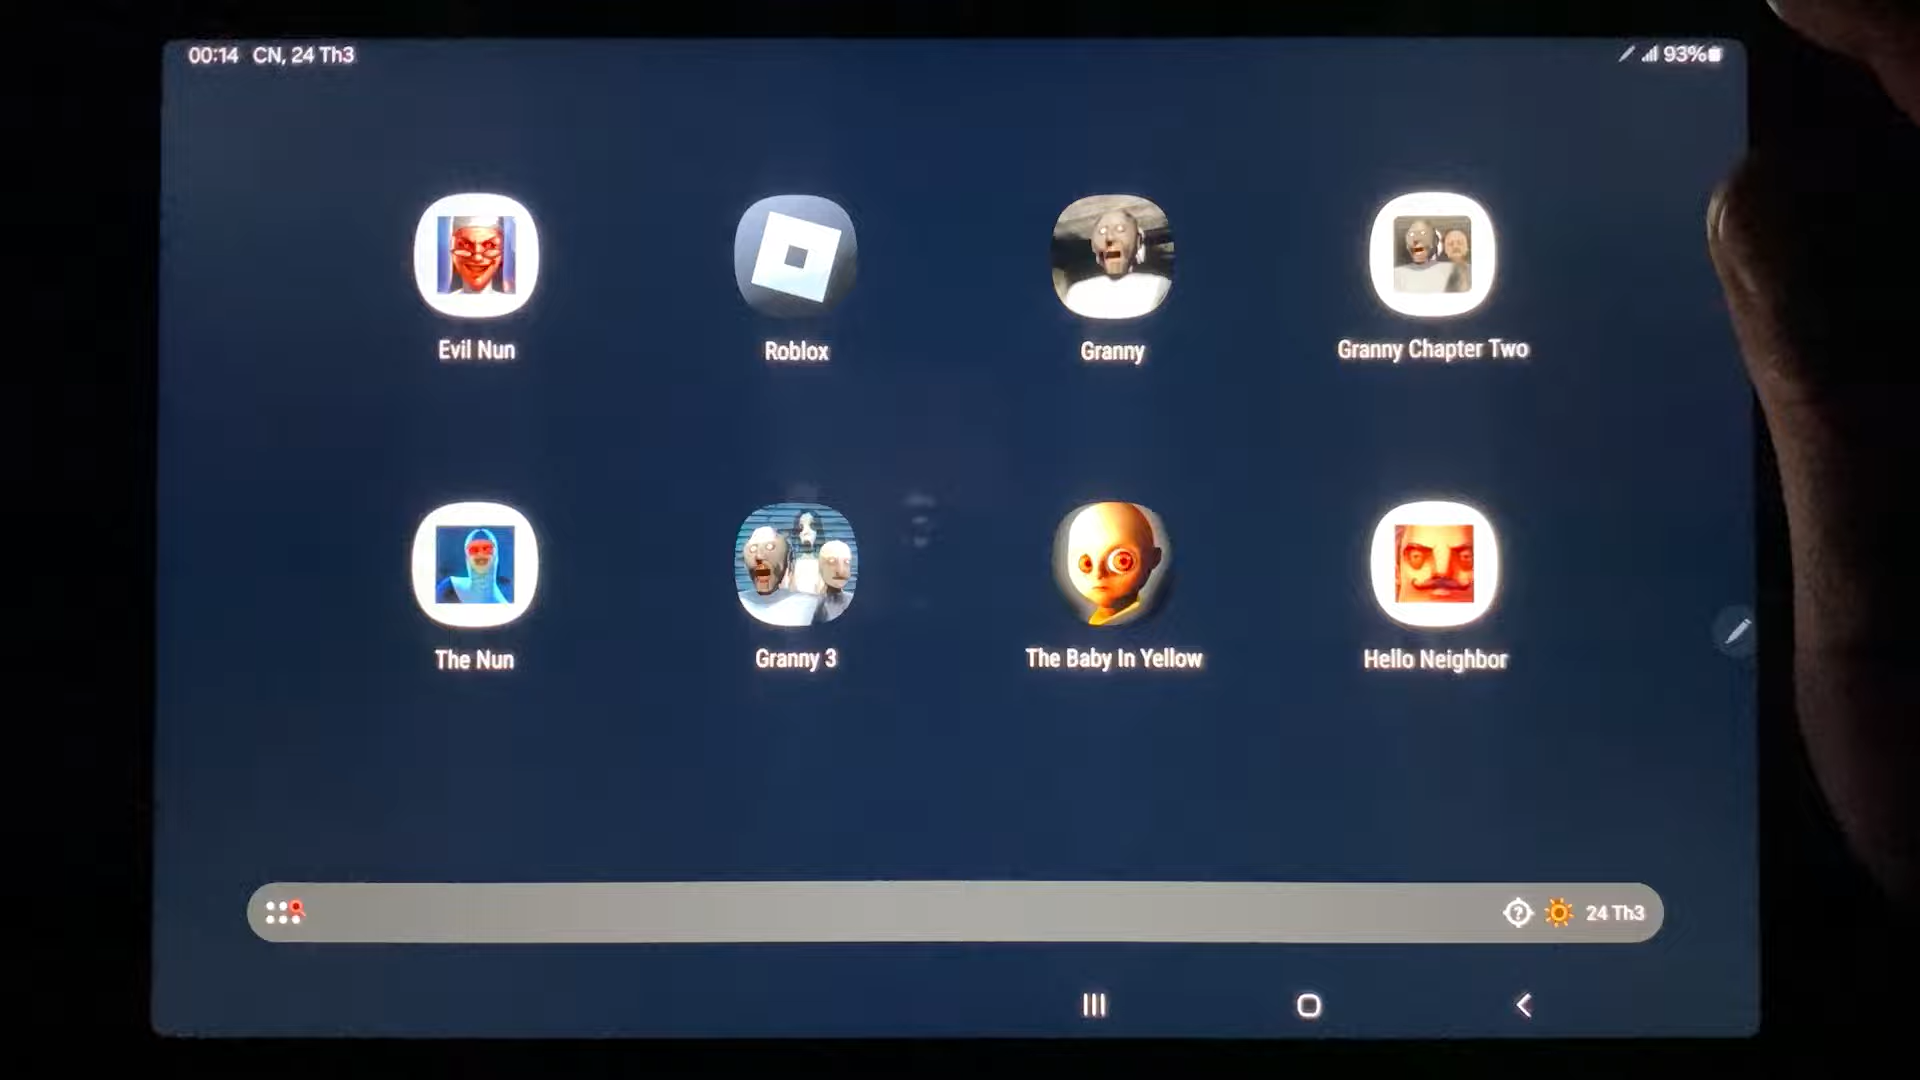 00:14 CN, 24 Th3
93%
Evil Nun
Roblox
Granny
Granny Chapter Two
The Nun
Granny 3
The Baby In Yellow
Hello Neighbor
24 Th3